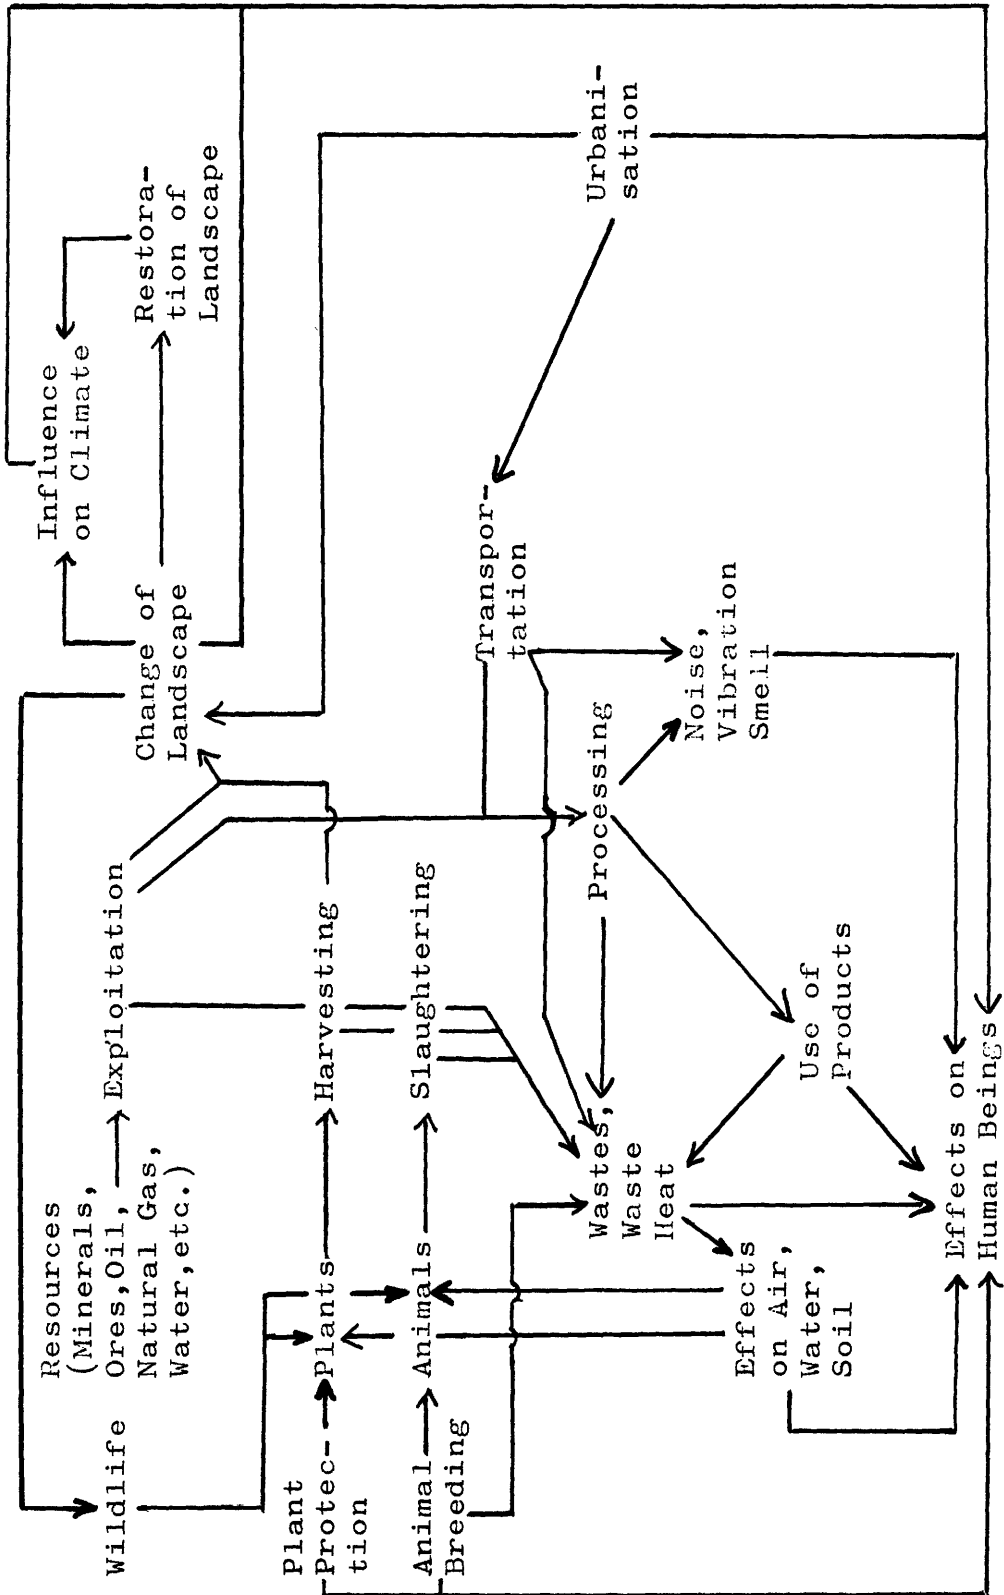 Wildlife
Resources
(Minerals,
Ores,Oil,
Natural Gas,
Water,etc.)
Exploitation
Change of
Landscape
Influence
on Climate
Restora-
tion of
Landscape
Plant
Protec-
tion
Plants
Harvesting
Animal
Breeding
Animals
Slaughtering
Transpor-
tation
Urbani-
sation
Wastes,
Waste
Heat
Processing
Noise,
Vibration
Smell
Effects
on Air,
Water,
Soil
Use of
Products
Effects on
Human Beings